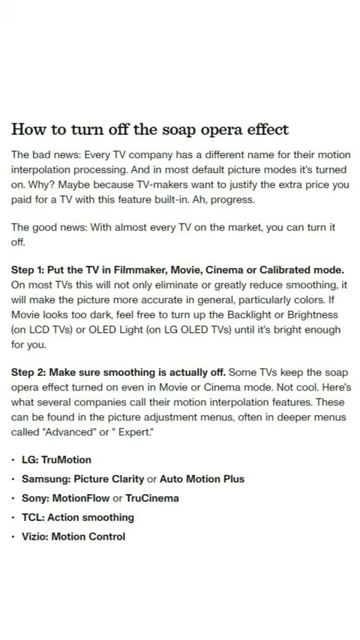 How to turn off the soap opera effect
The bad news: Every TV company has a different name for their motion
interpolation processing. And in most default picture modes it's turned
on. Why? Maybe because TV-makers want to justify the extra price you
paid for a TV with this feature built-in. Ah, progress.
The good news: With almost every TV on the market, you can turn it
off.
Step 1: Put the TV in Filmmaker, Movie, Cinema or Calibrated mode.
On most TVs this will not only eliminate or greatly reduce smoothing, it
will make the picture more accurate in general, particularly colors. If
Movie looks too dark, feel free to turn up the Backlight or Brightness
(on LCD TVs) or OLED Light (on LG OLED TVs) until it's bright enough
for you.
Step 2: Make sure smoothing is actually off. Some TVs keep the soap
opera effect turned on even in Movie or Cinema mode. Not cool. Here's
what several companies call their motion interpolation features. These
can be found in the picture adjustment menus, often in deeper menus
called "Advanced" or " Expert."
• LG: TruMotion
• Samsung: Picture Clarity or Auto Motion Plus
• Sony: MotionFlow or TruCinema
• TCL: Action smoothing
• Vizio: Motion Control